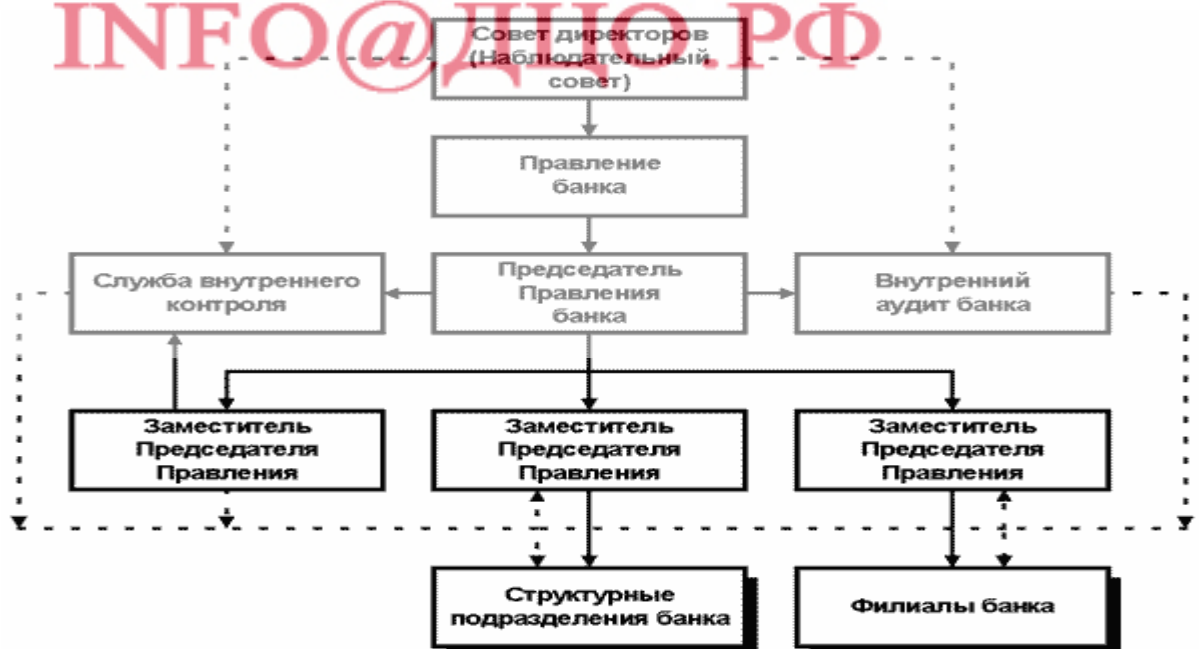 INFO@ДЦО.РФ
Совет директоров
(Наблюдательный
совет)
Правление
банка
Служба внутреннего
контроля
Председатель
Правления
банка
Внутренний
аудит банка
Заместитель
Председателя
Правления
Заместитель
Председателя
Правления
Заместитель
Председателя
Правления
Структурные
подразделения банка
Филиалы банка